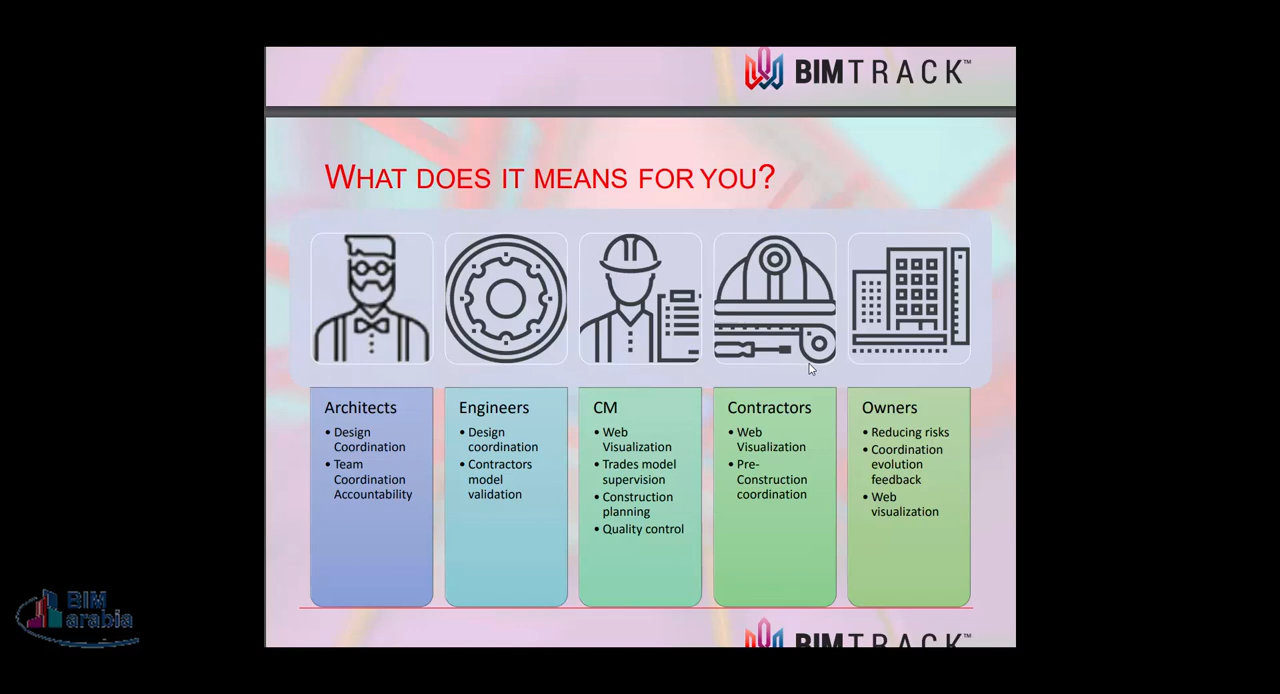 BIMTRACK™
WHAT DOES IT MEANS FOR YOU?
Architects
• Design
Coordination
• Team
Coordination
Accountability
Engineers
• Design
coordination
• Contractors
model
validation
CM
• Web
Visualization
• Trades model
supervision
• Construction
planning
• Quality control
Contractors
• Web
Visualization
• Pre-
Construction
coordination
Owners
• Reducing risks
• Coordination
evolution
feedback
• Web
visualization
BIM
arabia
BIMTRACK™